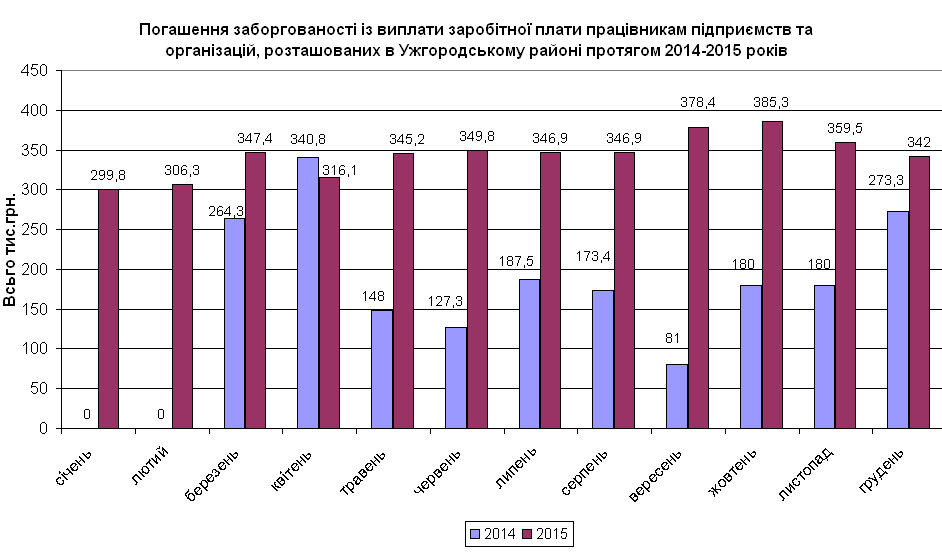 Погашення заборгованості із виплати заробітної плати працівникам підприємств та
організацій, розташованих в Ужгородському районі протягом 2014-2015 років
Всього тис.грн.
450
400
350
300
250
200
150
100
50
0
0 299,8
0 306,3
264,3 347,4
340,8 316,1
148 345,2
127,3 349,8
187,5 346,9
173,4 346,9
81 378,4
180 385,3
180 359,5
273,3 342
січень
лютий
березень
квітень
травень
червень
липень
серпень
вересень
жовтень
листопад
грудень
2014 2015